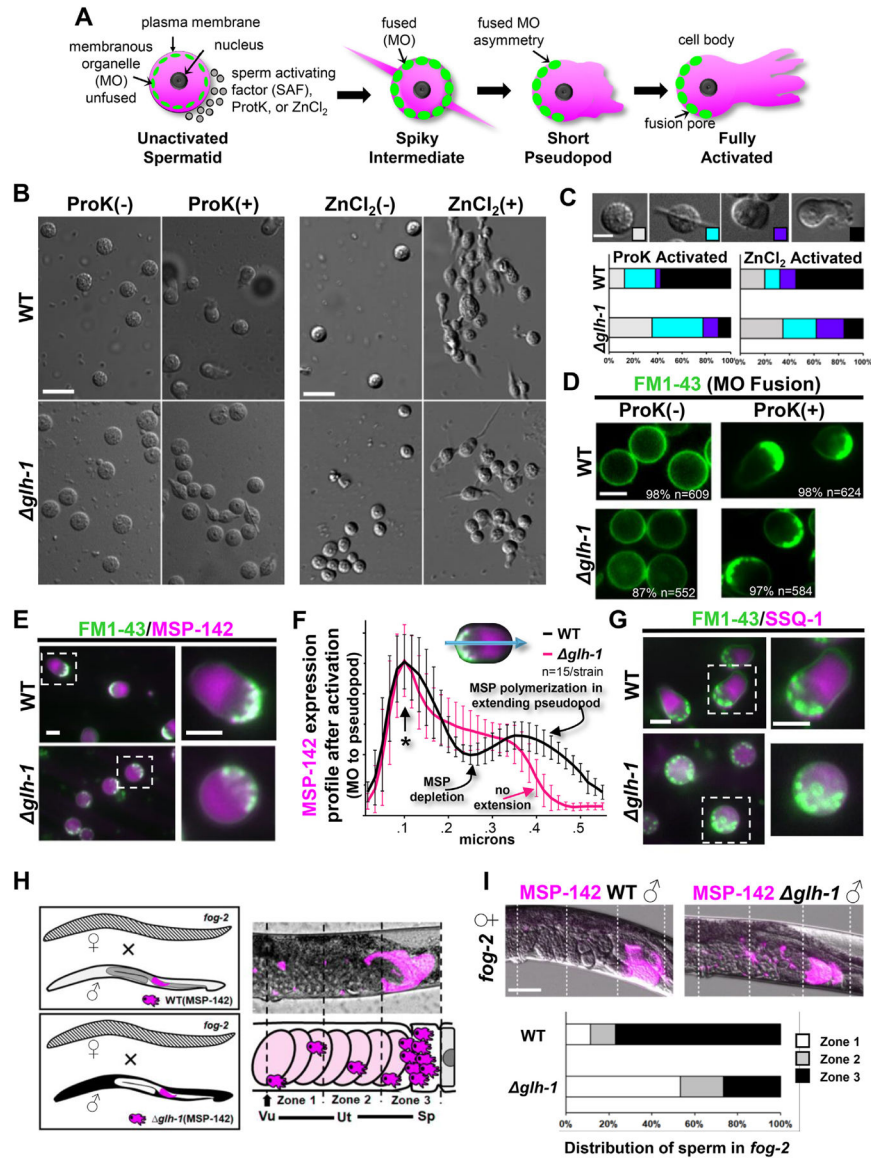 A
plasma membrane
nucleus
membranous
organelle
(MO)
unfused
sperm activating
factor (SAF),
ProtK, or ZnCl2
fused
(MO)
fused MO
asymmetry
cell body
fusion pore
Unactivated
Spermatid
Spiky
Intermediate
Short
Pseudopod
Fully
Activated
B
ProK(-)
ProK(+)
ZnCl2(-)
ZnCl2(+)
WT
Δglh-1
C
ProK Activated
ZnCl2 Activated
WT
Δglh-1
0% 20% 40% 60% 80% 100%
0% 20% 40% 60% 80% 100%
D
FM1-43 (MO Fusion)
ProK(-)
ProK(+)
WT
98% n=609
98% n=624
Δglh-1
87% n=552
97% n=584
E
FM1-43/MSP-142
WT
Δglh-1
F
MSP-142 expression
profile after activation
(MO to pseudopod)
WT
Δglh-1
n=15/strain
MSP polymerization in
extending pseudopod
*
MSP
depletion
no
extension
.1 .2 .3 .4 .5
microns
G
FM1-43/SSQ-1
WT
Δglh-1
H
fog-2
♀
×
♂
WT(MSP-142)
fog-2
♀
×
♂
Δglh-1(MSP-142)
Zone 1 Zone 2 Zone 3
Vu Ut Sp
I
MSP-142 WT ♂
MSP-142 Δglh-1 ♂
fog-2 ♀
WT
Δglh-1
0% 20% 40% 60% 80% 100%
Zone 1
Zone 2
Zone 3
Distribution of sperm in fog-2